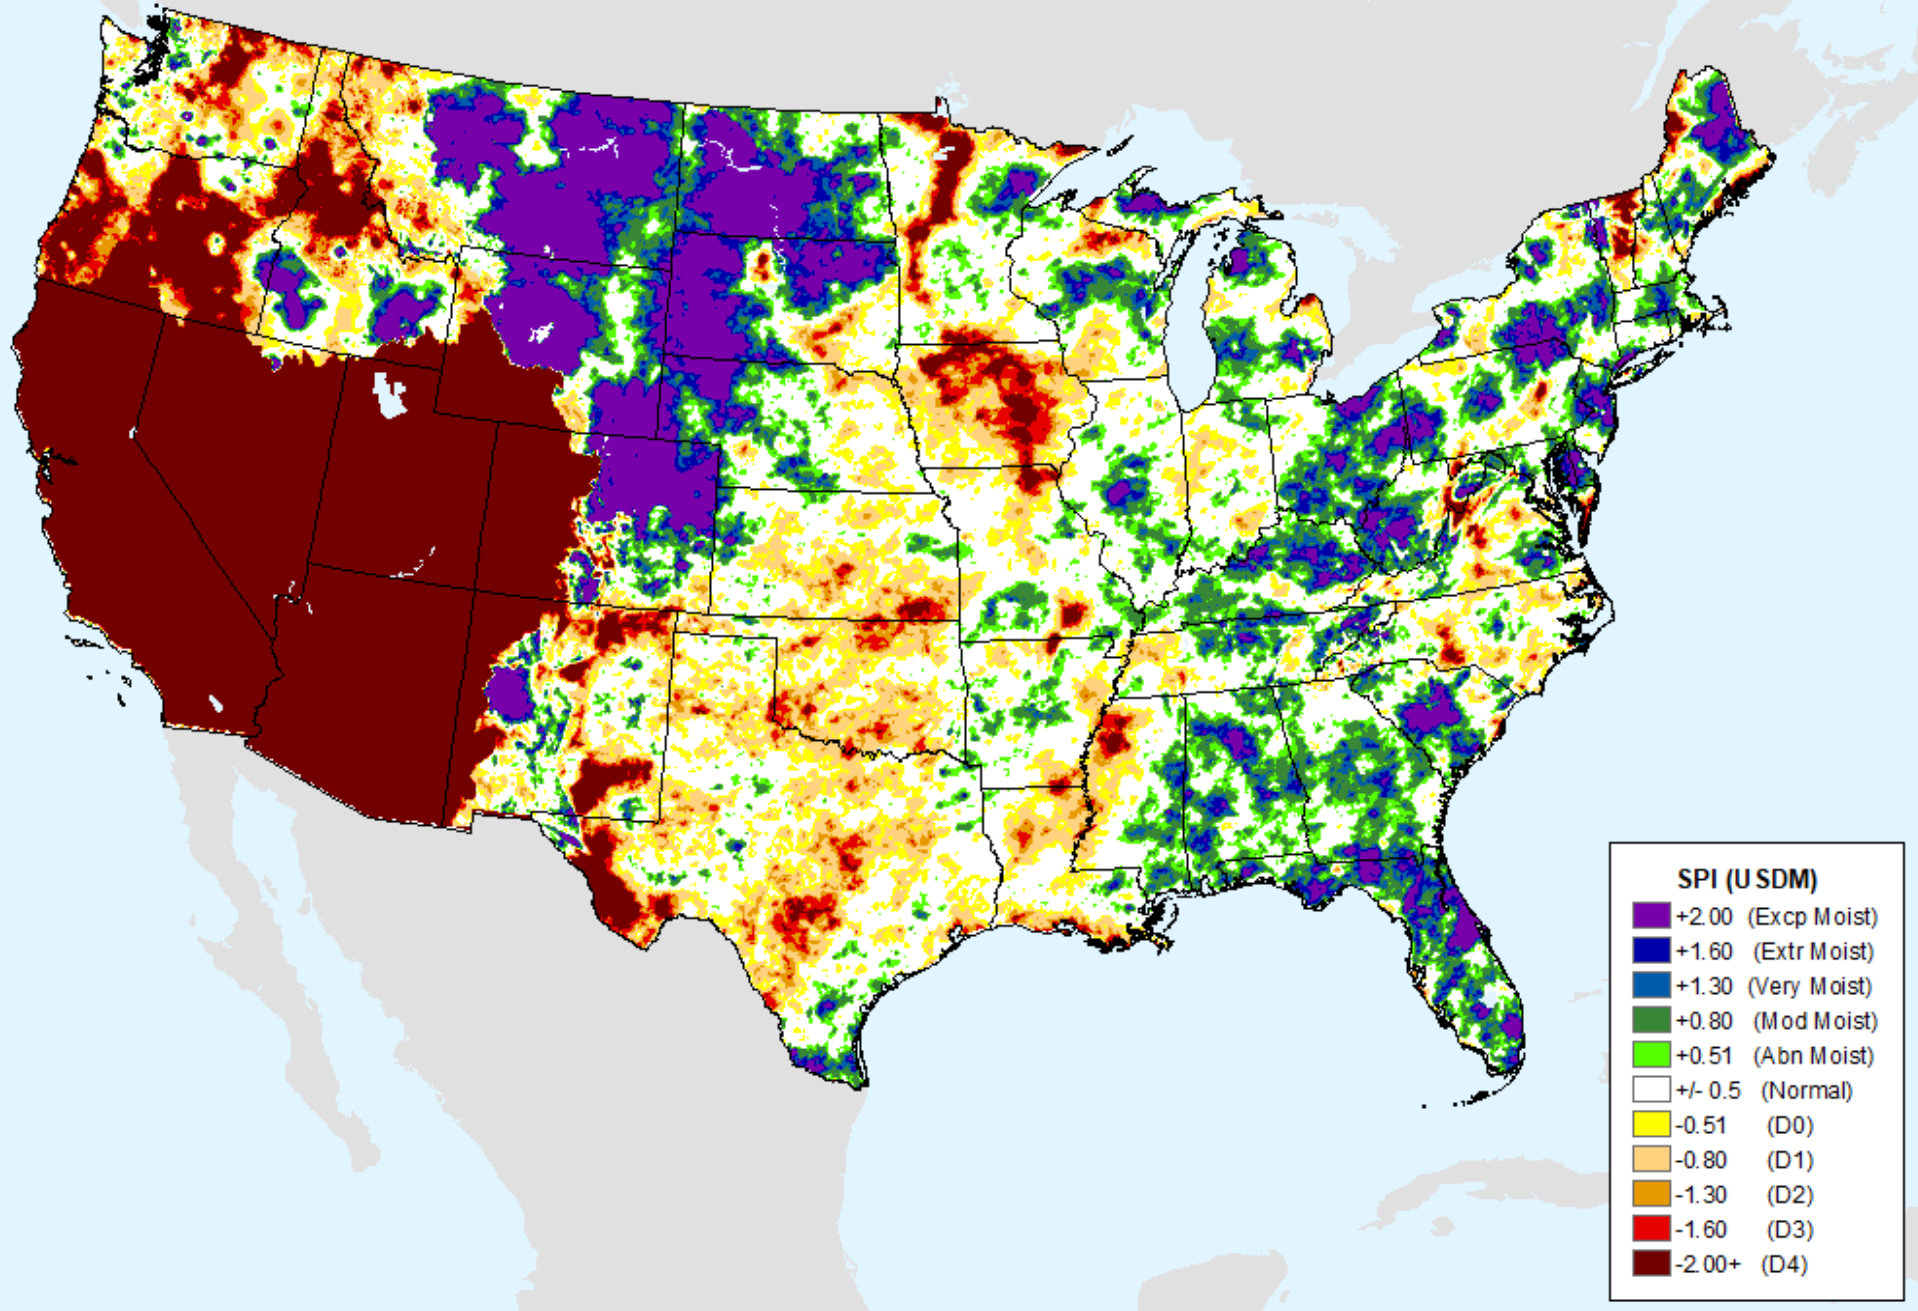 SPI (USDM)
+2.00 (Excp Moist)
+1.60 (Extr Moist)
+1.30 (Very Moist)
+0.80 (Mod Moist)
+0.51 (Abn Moist)
+/- 0.5 (Normal)
-0.51 (D0)
-0.80 (D1)
-1.30 (D2)
-1.60 (D3)
-2.00+ (D4)